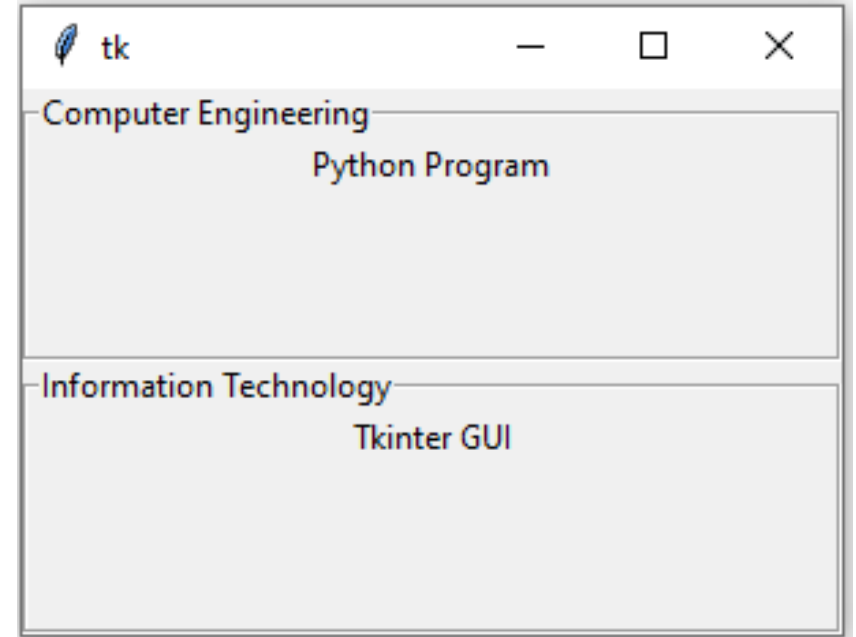 tk
Computer Engineering
Python Program
Information Technology
Tkinter GUI